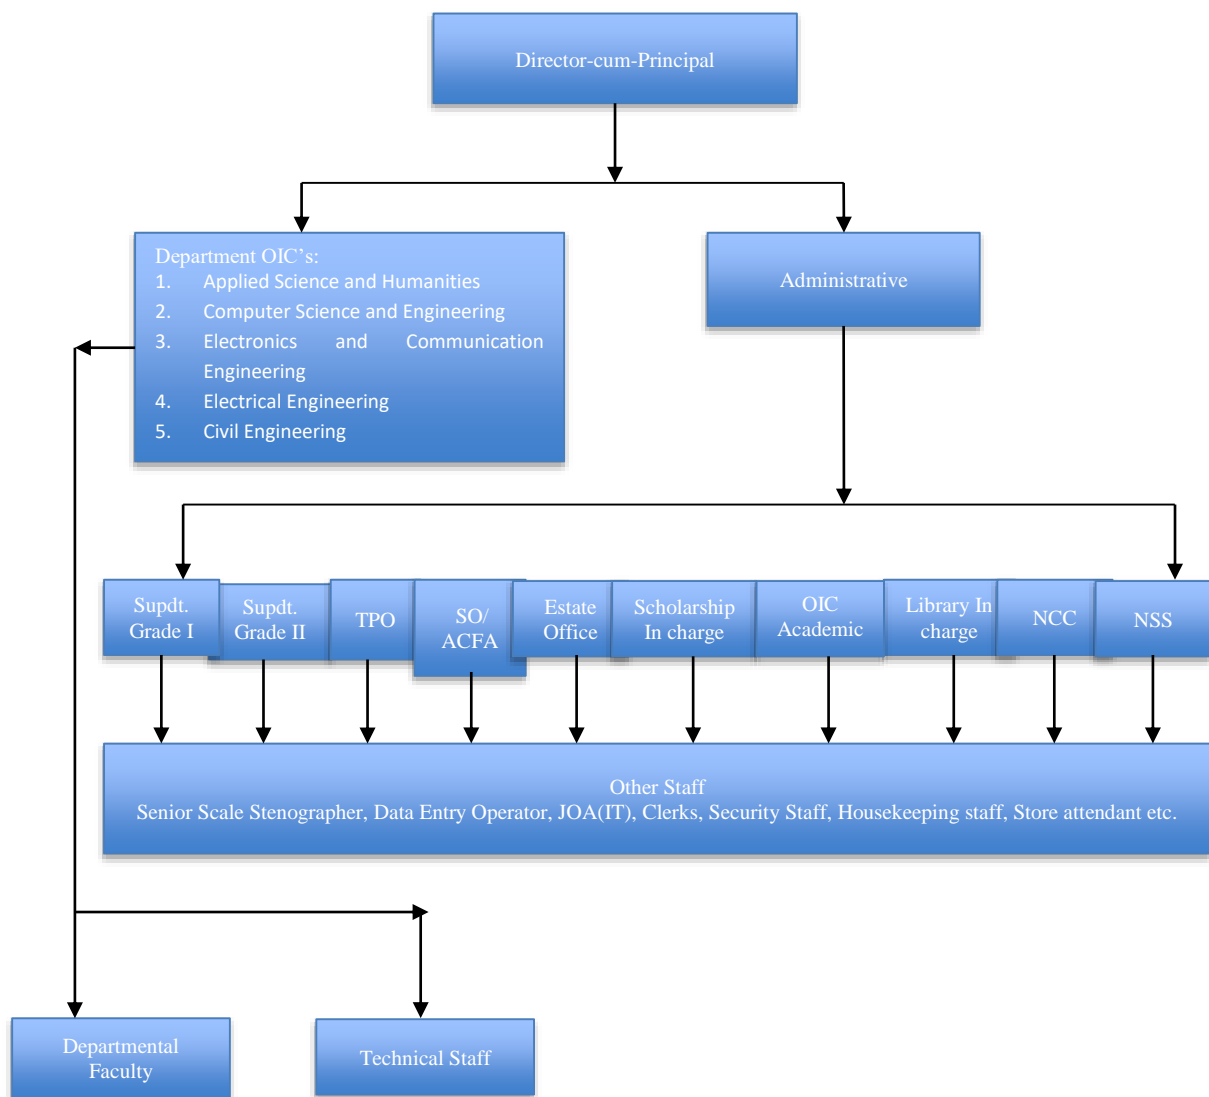 Director-cum-Principal
Department OIC's:
1. Applied Science and Humanities
2. Computer Science and Engineering
3. Electronics and Communication
Engineering
4. Electrical Engineering
5. Civil Engineering
Administrative
Supdt.
Grade I
Supdt.
Grade II
TPO
SO/
ACFA
Estate
Office
Scholarship
In charge
OIC
Academic
Library In
charge
NCC
NSS
Other Staff
Senior Scale Stenographer, Data Entry Operator, JOA(IT), Clerks, Security Staff, Housekeeping staff, Store attendant etc.
Departmental
Faculty
Technical Staff